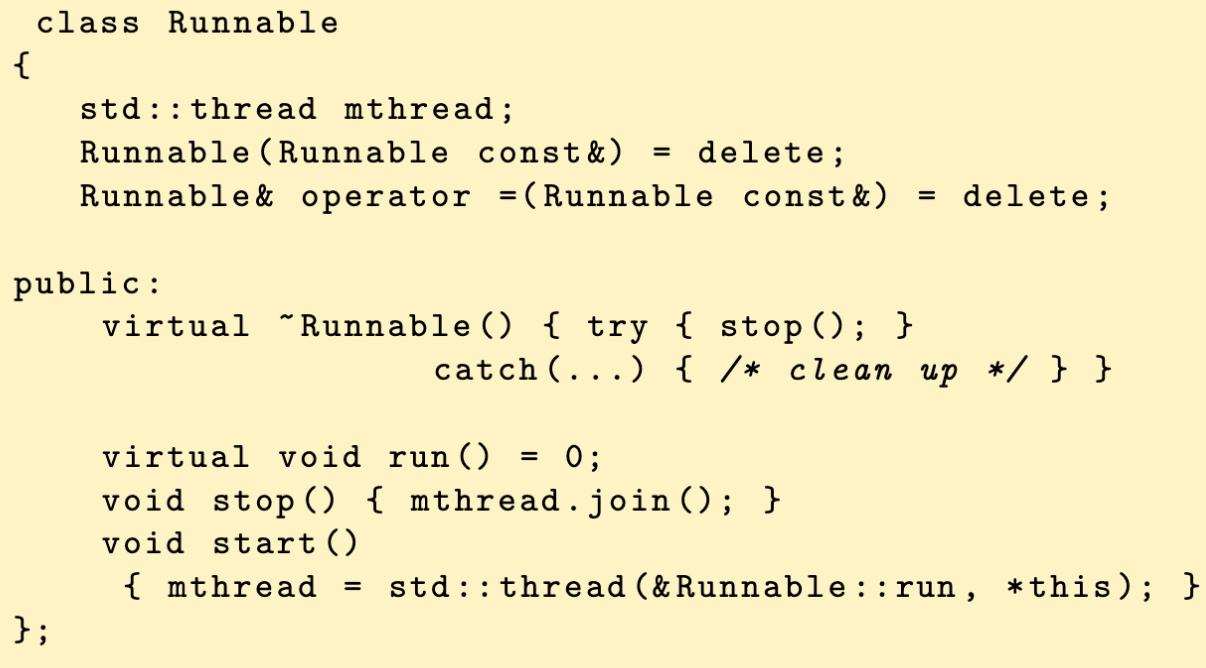 class Runnable
{
std::thread mthread;
Runnable(Runnable const&) = delete;
Runnable& operator =(Runnable const&) = delete;
public:
virtual ~Runnable() { try { stop(); }
catch(...) { /* clean up */ } }
virtual void run() = 0;
void stop() { mthread.join(); }
void start()
{ mthread = std::thread(&Runnable::run, *this); }
};